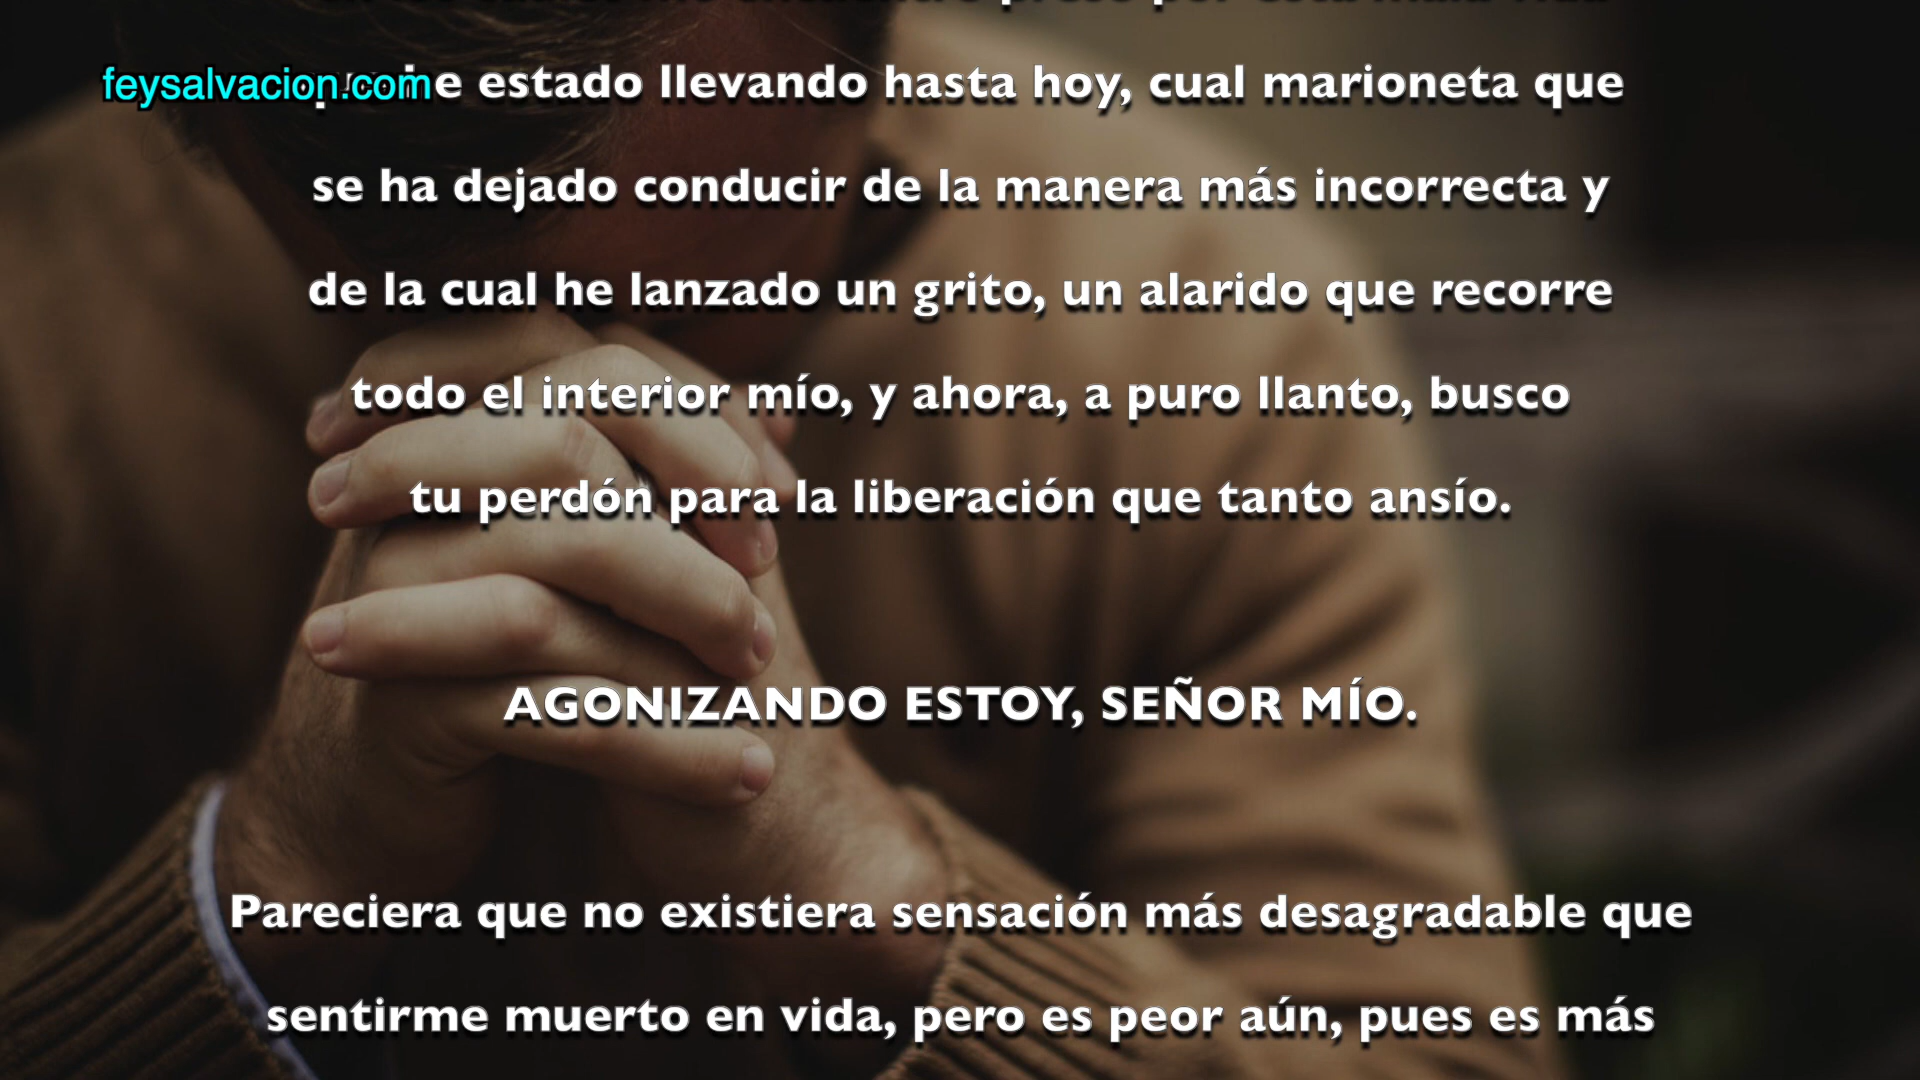 feysalvacion.com
he estado llevando hasta hoy, cual marioneta que
se ha dejado conducir de la manera más incorrecta y
de la cual he lanzado un grito, un alarido que recorre
todo el interior mío, y ahora, a puro llanto, busco
tu perdón para la liberación que tanto ansío.
AGONIZANDO ESTOY, SEÑOR MÍO.
Pareciera que no existiera sensación más desagradable que
sentirme muerto en vida, pero es peor aún, pues es más